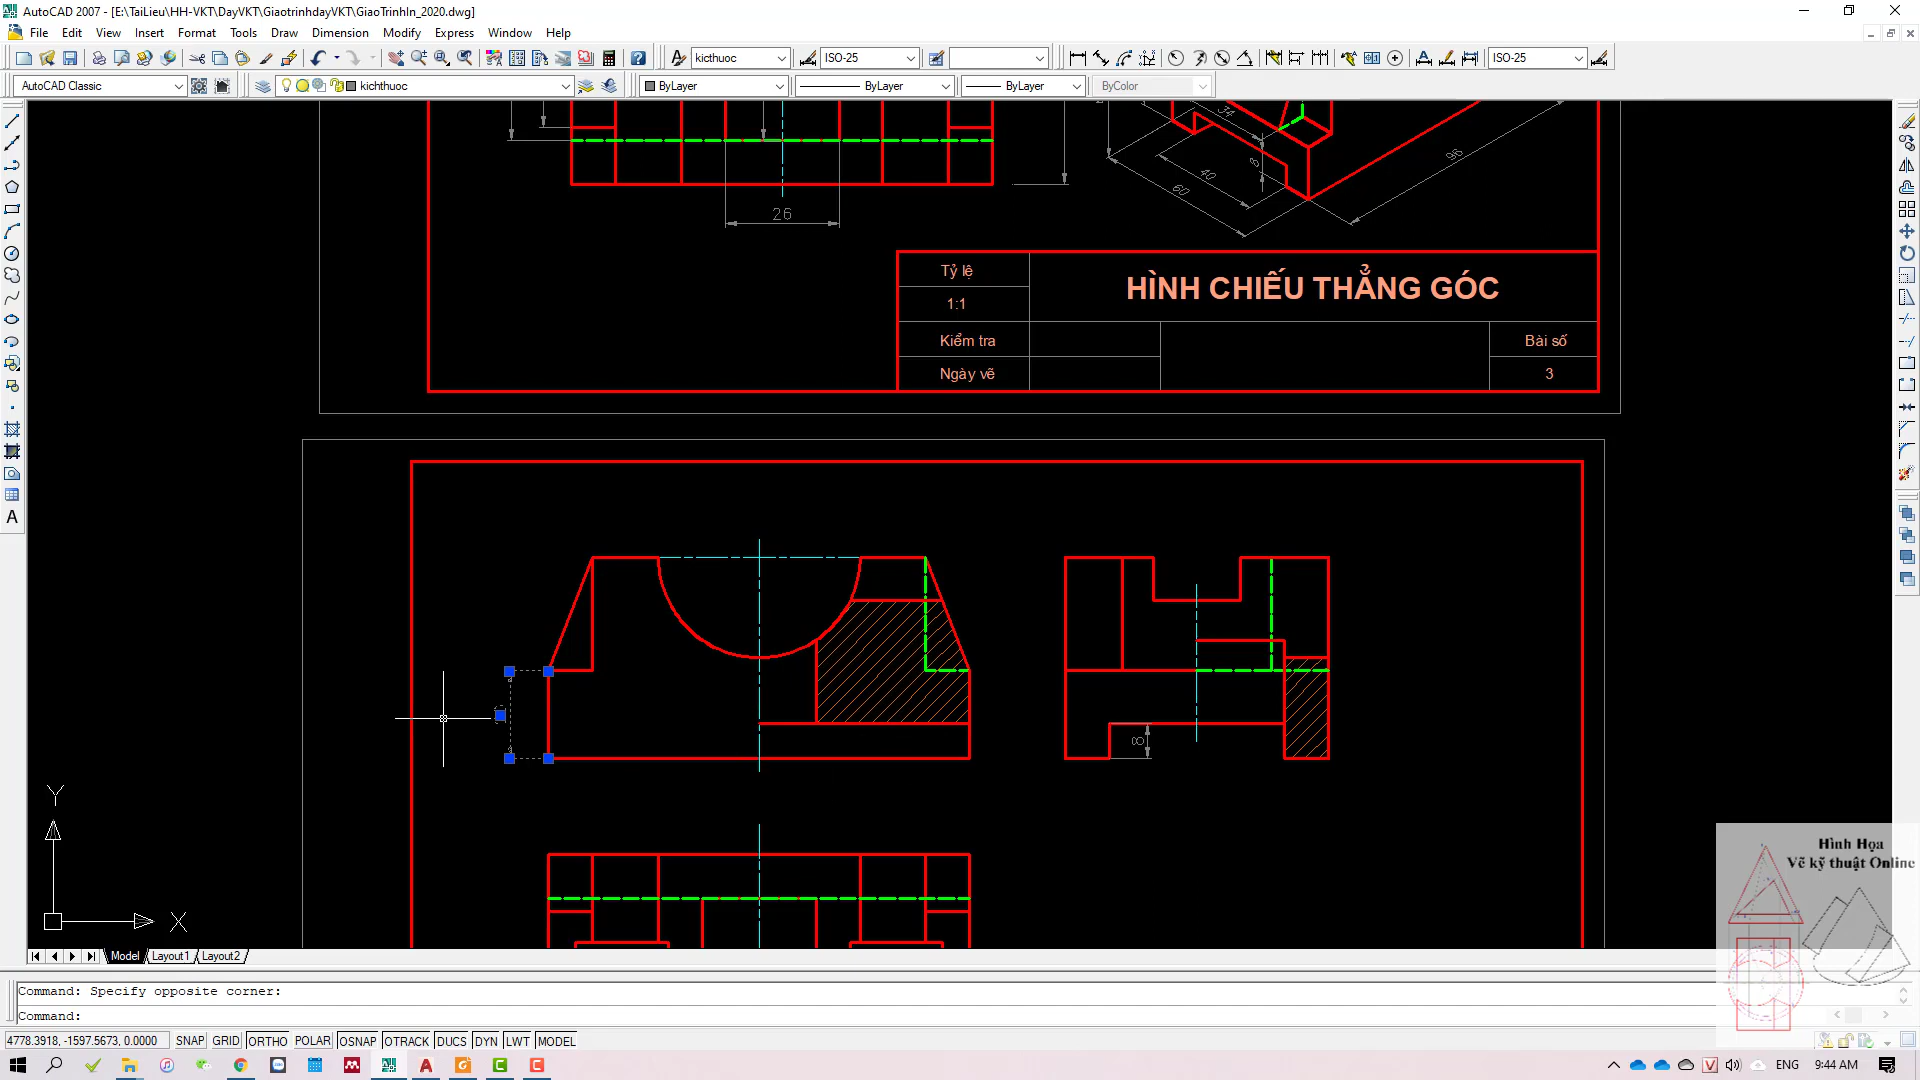 AutoCAD 2007 - [E:\TaiLieu\HH-VKT\DayVKT\GiaotrinhdayVKT\GiaoTrinhIn_2020.dwg]
File Edit View Insert Format Tools Draw Dimension Modify Express Window Help
kicthuoc ISO-25 ISO-25
AutoCAD Classic kichthuoc ByLayer ByLayer ByLayer ByColor
34
8
96
40
60
26
Tỷ lệ
HÌNH CHIẾU THẲNG GÓC
1:1
Kiểm tra
Bài số
Ngày vẽ
3
8
Y
X
Hình Họa
Vẽ kỹ thuật Online
Model Layout1 Layout2
Command: Specify opposite corner:
Command:
4778.3918, -1597.5673, 0.0000 SNAP GRID ORTHO POLAR OSNAP OTRACK DUCS DYN LWT MODEL
ENG 9:44 AM